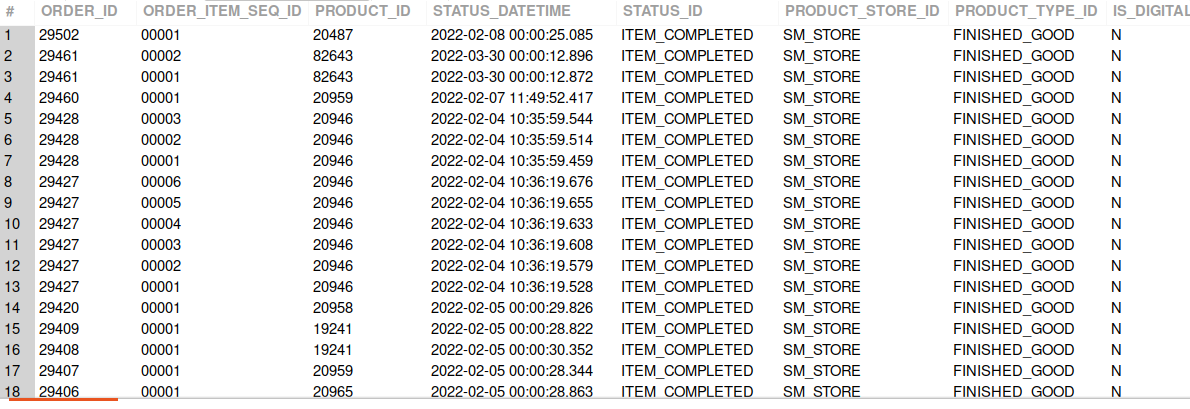 # ORDER_ID ORDER_ITEM_SEQ_ID PRODUCT_ID STATUS_DATETIME STATUS_ID PRODUCT_STORE_ID PRODUCT_TYPE_ID IS_DIGITAL
1 29502 00001 20487 2022-02-08 00:00:25.085 ITEM_COMPLETED SM_STORE FINISHED_GOOD N
2 29461 00002 82643 2022-03-30 00:00:12.896 ITEM_COMPLETED SM_STORE FINISHED_GOOD N
3 29461 00001 82643 2022-03-30 00:00:12.872 ITEM_COMPLETED SM_STORE FINISHED_GOOD N
4 29460 00001 20959 2022-02-07 11:49:52.417 ITEM_COMPLETED SM_STORE FINISHED_GOOD N
5 29428 00003 20946 2022-02-04 10:35:59.544 ITEM_COMPLETED SM_STORE FINISHED_GOOD N
6 29428 00002 20946 2022-02-04 10:35:59.514 ITEM_COMPLETED SM_STORE FINISHED_GOOD N
7 29428 00001 20946 2022-02-04 10:35:59.459 ITEM_COMPLETED SM_STORE FINISHED_GOOD N
8 29427 00006 20946 2022-02-04 10:36:19.676 ITEM_COMPLETED SM_STORE FINISHED_GOOD N
9 29427 00005 20946 2022-02-04 10:36:19.655 ITEM_COMPLETED SM_STORE FINISHED_GOOD N
10 29427 00004 20946 2022-02-04 10:36:19.633 ITEM_COMPLETED SM_STORE FINISHED_GOOD N
11 29427 00003 20946 2022-02-04 10:36:19.608 ITEM_COMPLETED SM_STORE FINISHED_GOOD N
12 29427 00002 20946 2022-02-04 10:36:19.579 ITEM_COMPLETED SM_STORE FINISHED_GOOD N
13 29427 00001 20946 2022-02-04 10:36:19.528 ITEM_COMPLETED SM_STORE FINISHED_GOOD N
14 29420 00001 20958 2022-02-05 00:00:29.826 ITEM_COMPLETED SM_STORE FINISHED_GOOD N
15 29409 00001 19241 2022-02-05 00:00:28.822 ITEM_COMPLETED SM_STORE FINISHED_GOOD N
16 29408 00001 19241 2022-02-05 00:00:30.352 ITEM_COMPLETED SM_STORE FINISHED_GOOD N
17 29407 00001 20959 2022-02-05 00:00:28.344 ITEM_COMPLETED SM_STORE FINISHED_GOOD N
18 29406 00001 20965 2022-02-05 00:00:28.863 ITEM_COMPLETED SM_STORE FINISHED_GOOD N